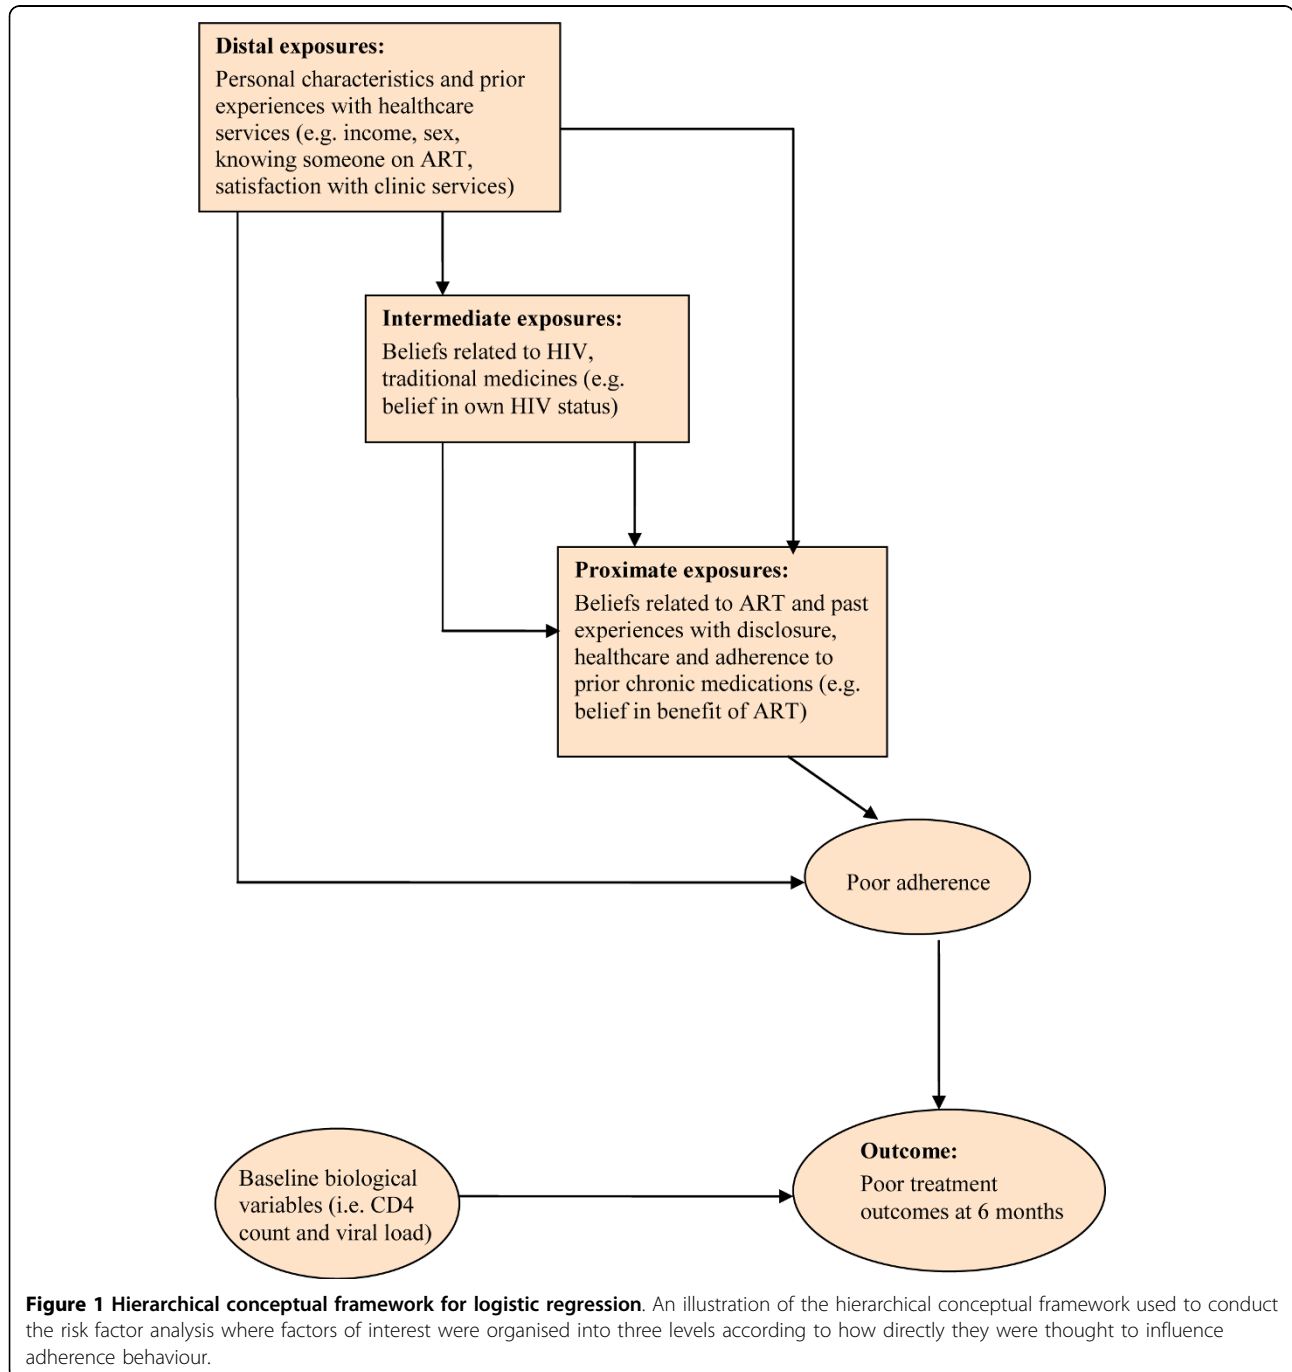 Distal exposures:
Personal characteristics and prior
experiences with healthcare
services (e.g. income, sex,
knowing someone on ART,
satisfaction with clinic services)
Intermediate exposures:
Beliefs related to HIV,
traditional medicines (e.g.
belief in own HIV status)
Proximate exposures:
Beliefs related to ART and past
experiences with disclosure,
healthcare and adherence to
prior chronic medications (e.g.
belief in benefit of ART)
Poor adherence
Baseline biological
variables (i.e. CD4
count and viral load)
Outcome:
Poor treatment
outcomes at 6 months
Figure 1 Hierarchical conceptual framework for logistic regression. An illustration of the hierarchical conceptual framework used to conduct
the risk factor analysis where factors of interest were organised into three levels according to how directly they were thought to influence
adherence behaviour.